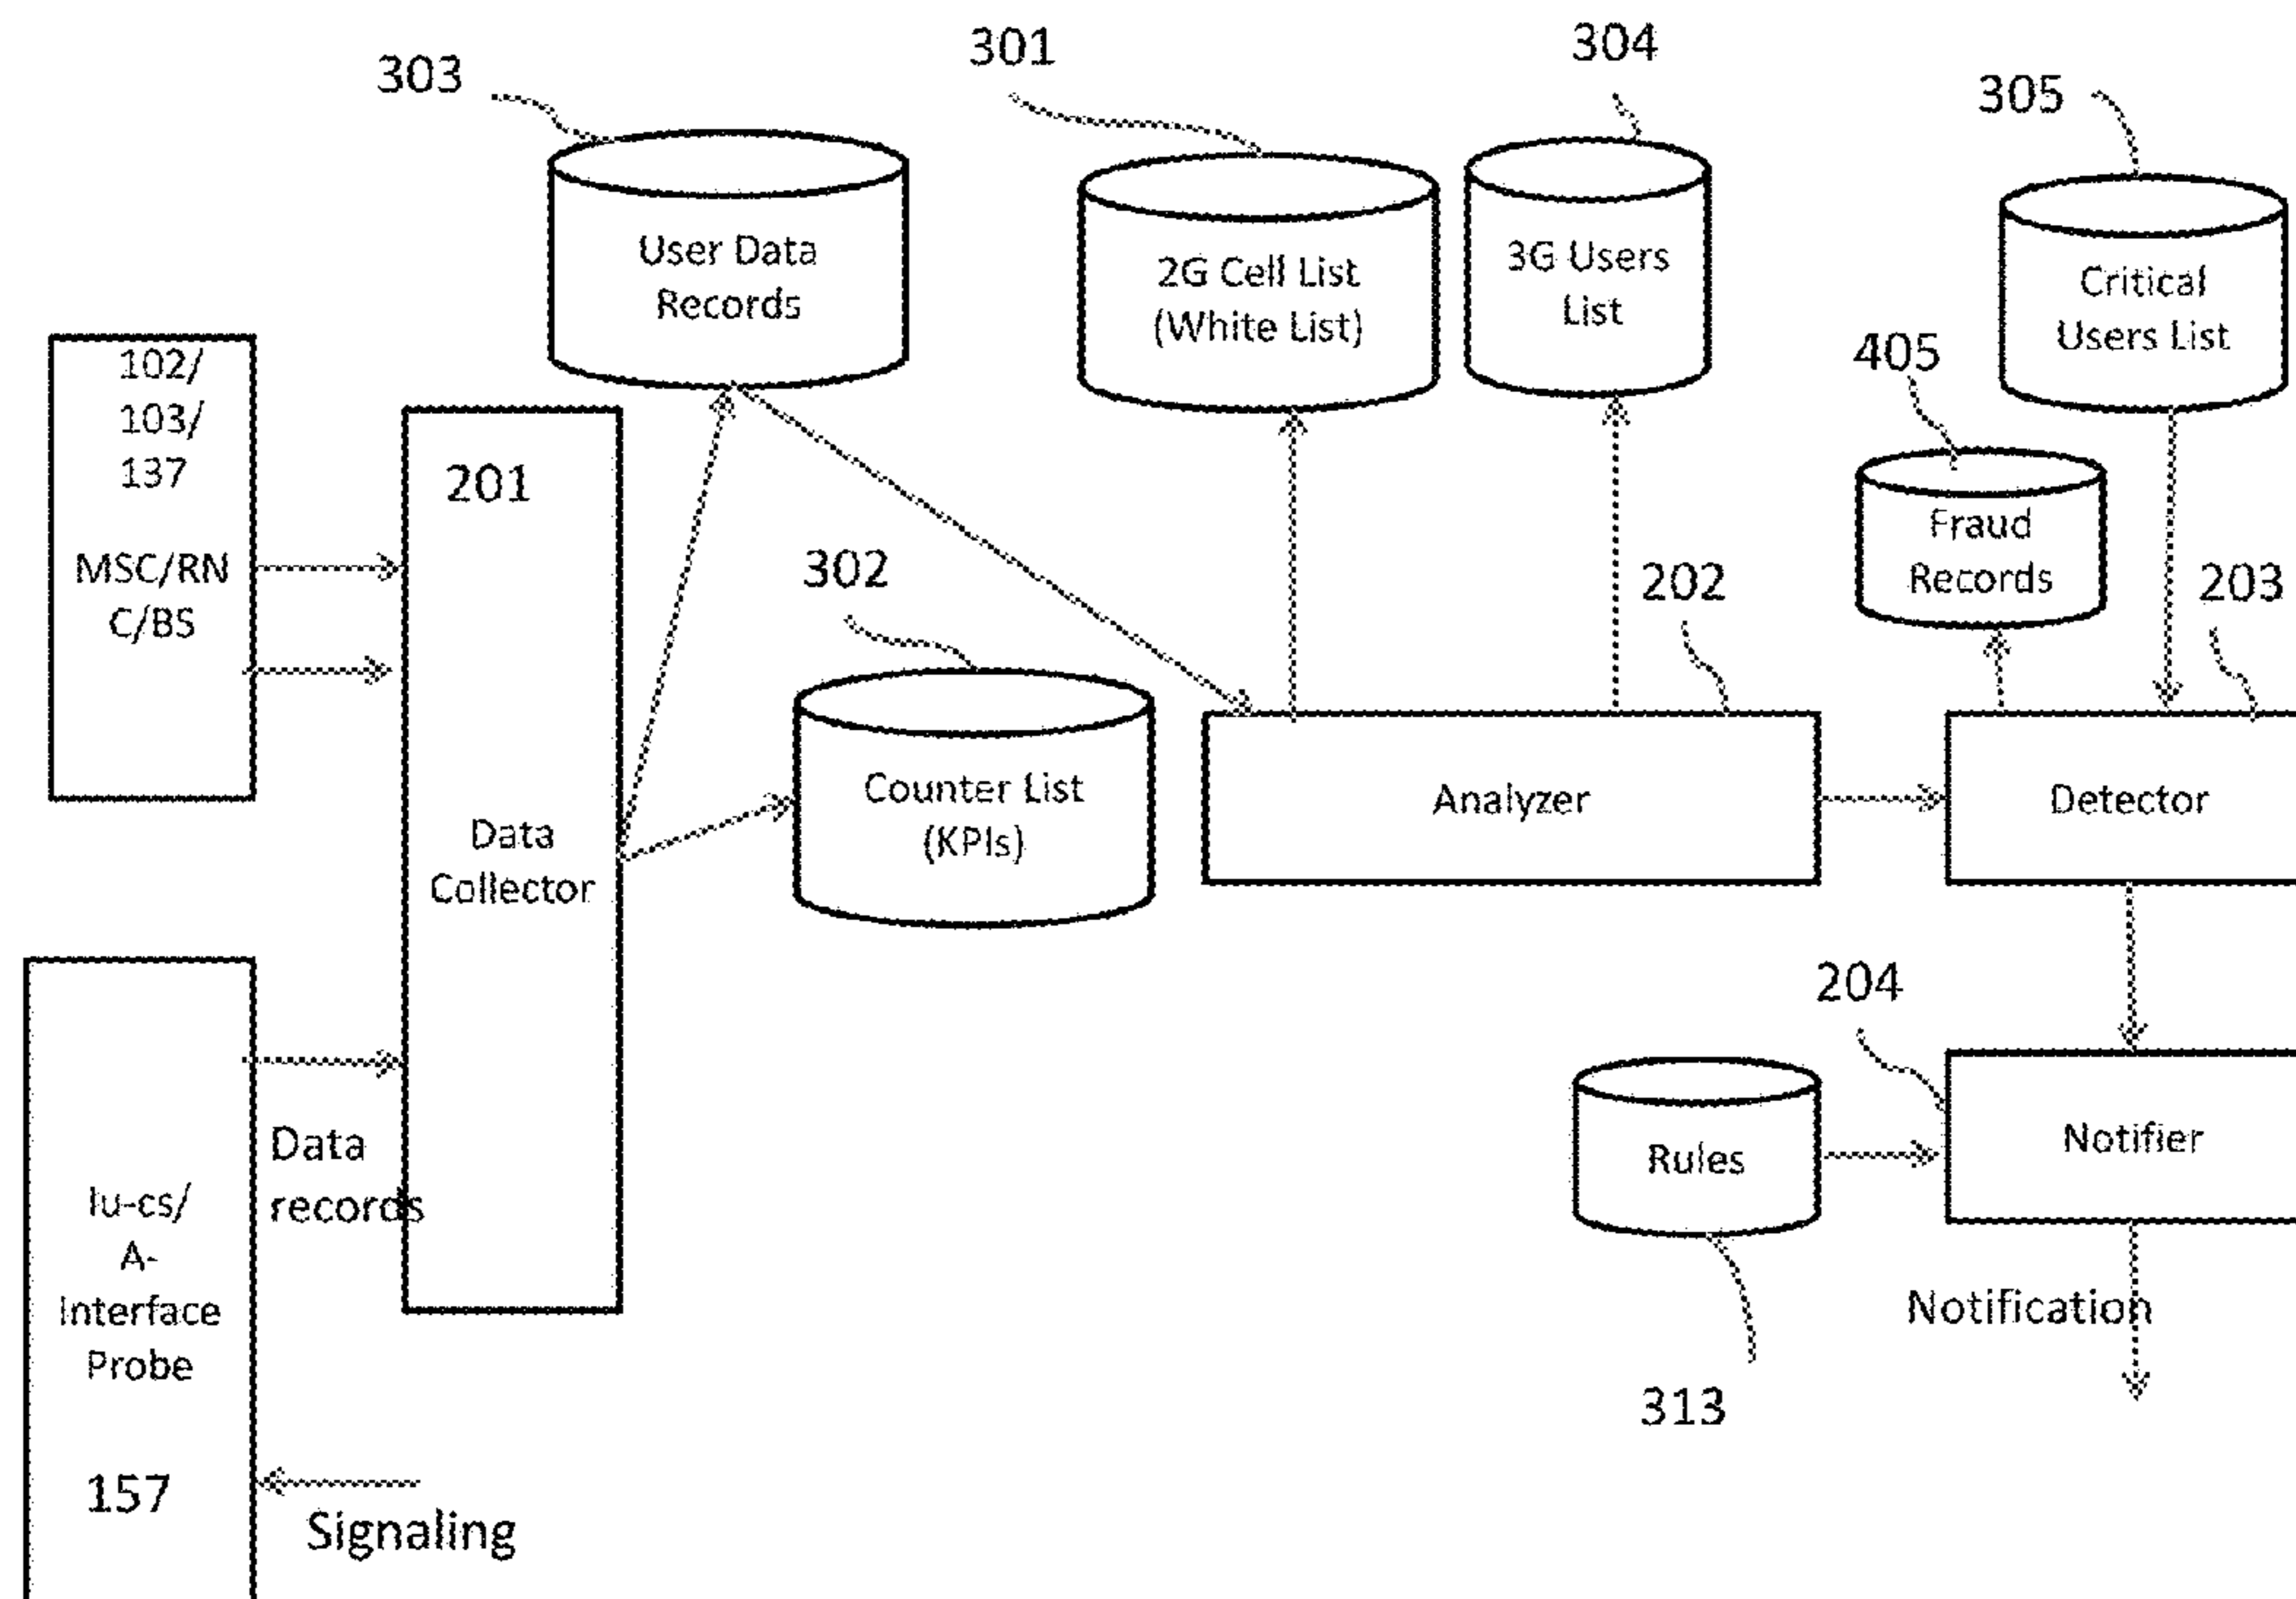 303
301
304
305
User Data
Records
2G Cell List
(White List)
3G Users
List
Critical
Users List
405
Fraud
Records
102/
103/
137
MSC/RN
C/BS
201
Data
Collector
302
Counter List
(KPIs)
202
Analyzer
203
Detector
204
Rules
Notifier
313
Notification
Data
records
Iu-cs/
A-
Interface
Probe
157
Signaling